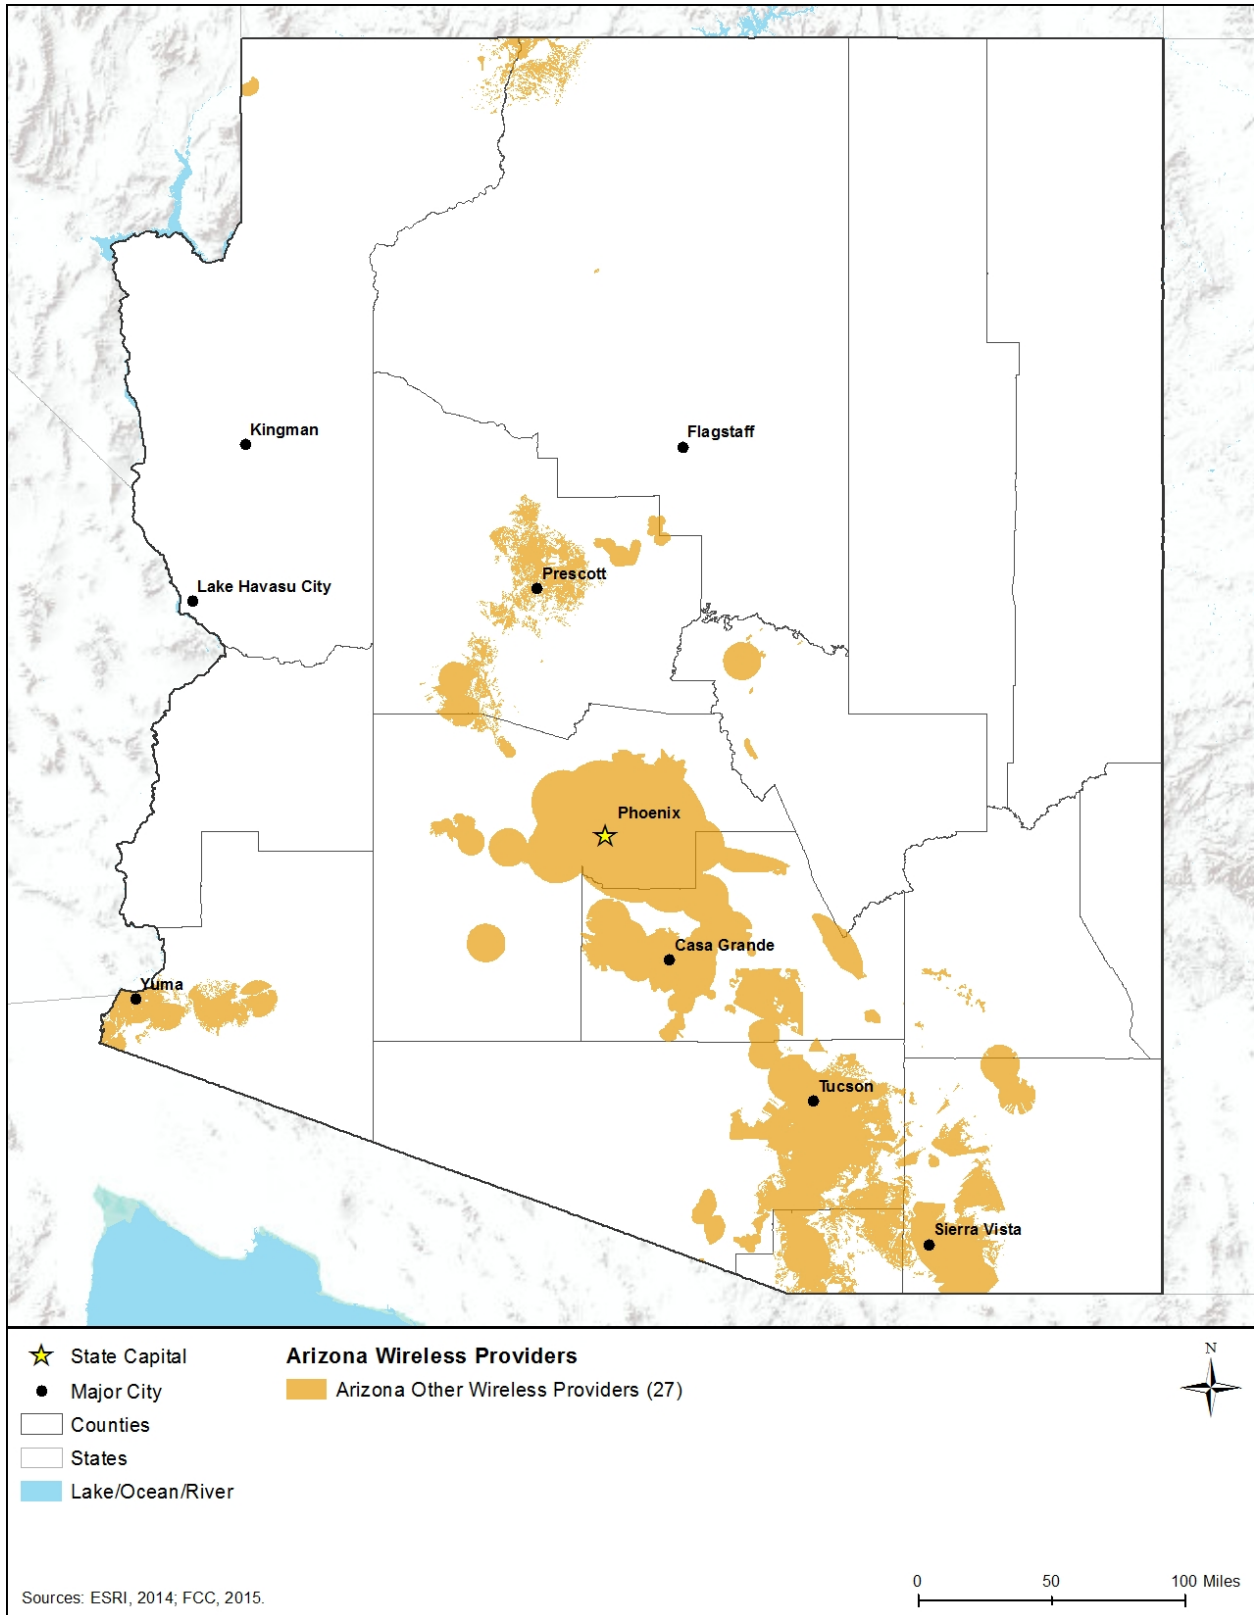 Kingman
Flagstaff
Prescott
Lake Havasu City
Phoenix
Casa Grande
Yuma
Tucson
Sierra Vista
State Capital
Major City
Counties
States
Lake/Ocean/River
Arizona Wireless Providers
Arizona Other Wireless Providers (27)
N
Sources: ESRI, 2014; FCC, 2015.
0 50 100 Miles